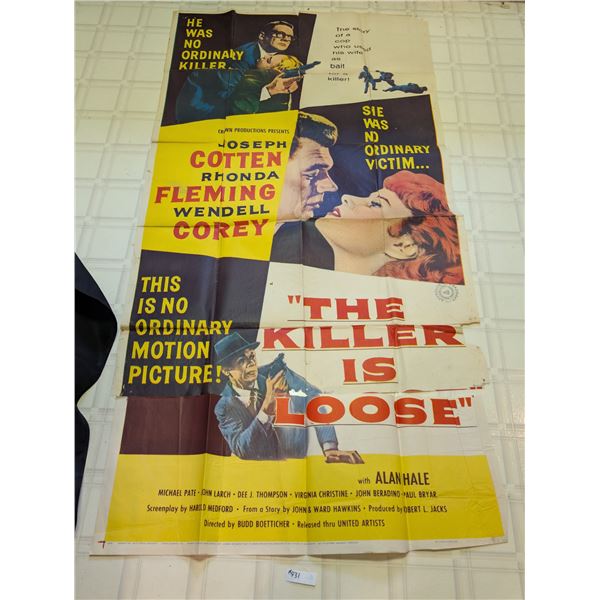 HE
WAS
NO
ORDINARY
KILLER...
The story
of a
cop
who used
his wife
as
bait
for a
killer!
CROWN PRODUCTIONS PRESENTS
JOSEPH
COTTEN
RHONDA
FLEMING
WENDELL
COREY
SHE
WAS
NO
ORDINARY
VICTIM...
THIS
IS NO
ORDINARY
MOTION
PICTURE!
"THE
KILLER
IS
LOOSE"
with ALAN HALE
MICHAEL PATE · JOHN LARCH · DEE J. THOMPSON · VIRGINIA CHRISTINE · JOHN BERADINO · PAUL BRYAR
Screenplay by HAROLD MEDFORD · From a Story by JOHN & WARD HAWKINS · Produced by ROBERT L. JACKS
Directed by BUDD BOETTICHER · Released thru UNITED ARTISTS
#931